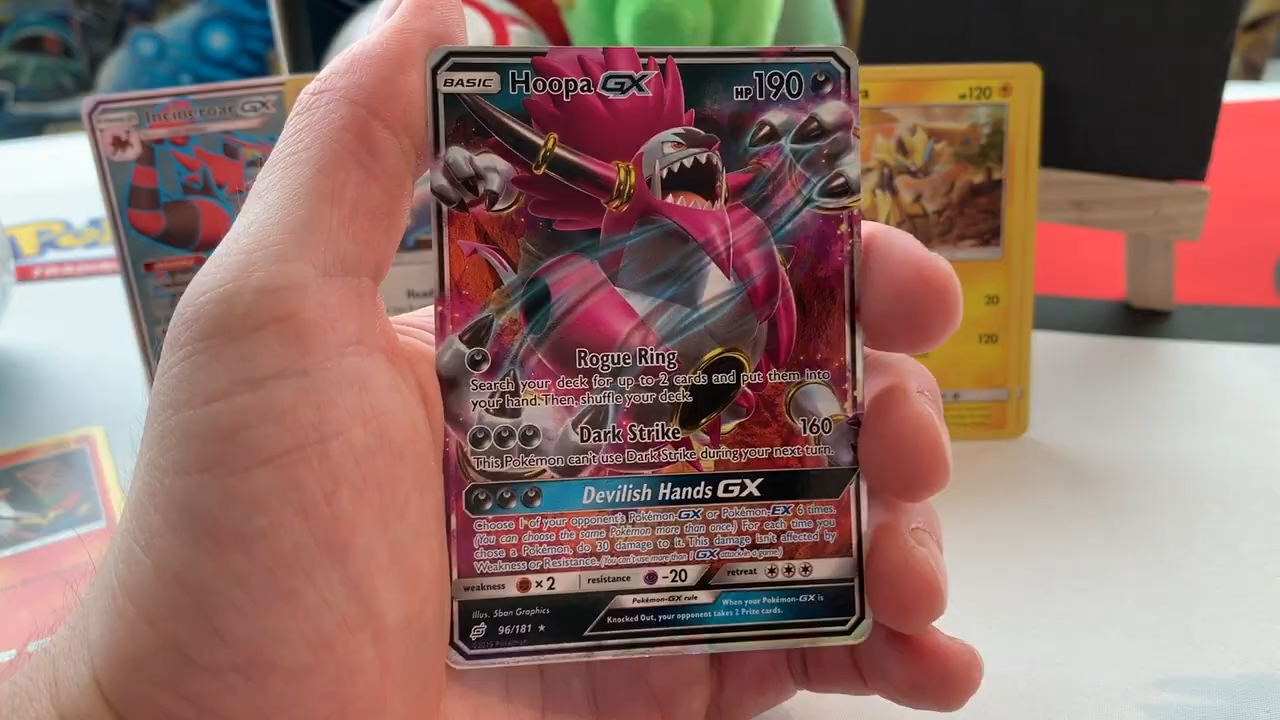 BASIC Hoopa GX HP190
Rogue Ring
Search your deck for up to 2 cards and put them into
your hand. Then, shuffle your deck.
Dark Strike 160
This Pokémon can't use Dark Strike during your next turn.
Devilish Hands GX
Choose 1 of your opponent's Pokémon-GX or Pokémon-EX 6 times.
(You can choose the same Pokémon more than once.) For each time you
chose a Pokémon, do 30 damage to it. This damage isn't affected by
Weakness or Resistance. (You can't use more than 1 GX attack in a game.)
weakness ×2 resistance -20 retreat
Illus. 5ban Graphics
96/181
©2019 Pokémon
Pokémon-GX rule
When your Pokémon-GX is
Knocked Out, your opponent takes 2 Prize cards.
Incineroar GX
HP120
20
120